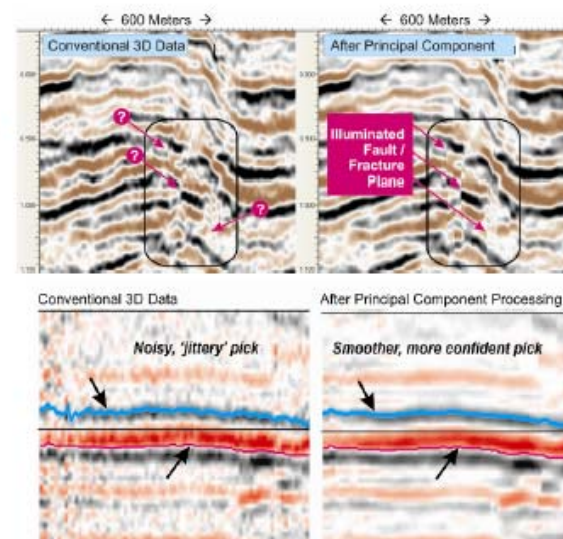 ← 600 Meters →
← 600 Meters →
Conventional 3D Data
After Principal Component
?
?
?
Illuminated
Fault /
Fracture
Plane
Conventional 3D Data
After Principal Component Processing
Noisy, 'jittery' pick
Smoother, more confident pick